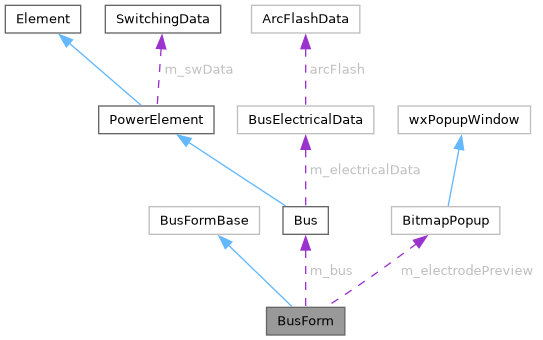 Element
SwitchingData
ArcFlashData
m_swData
arcFlash
PowerElement
BusElectricalData
wxPopupWindow
m_electricalData
BusFormBase
Bus
BitmapPopup
m_bus
m_electrodePreview
BusForm